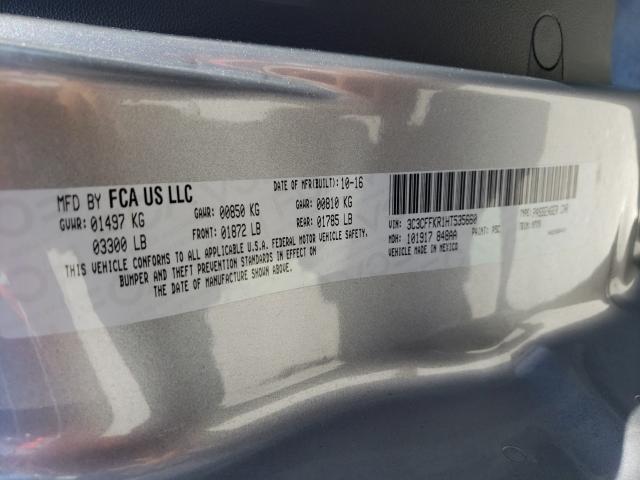 MFD BY FCA US LLC
DATE OF MFR(BUILT): 10-16
GVWR: 01497 KG
GAWR: 00850 KG
GAWR: 00810 KG
03300 LB
FRONT: 01872 LB
REAR: 01785 LB
THIS VEHICLE CONFORMS TO ALL APPLICABLE U.S.A. FEDERAL MOTOR VEHICLE SAFETY,
BUMPER AND THEFT PREVENTION STANDARDS IN EFFECT ON
THE DATE OF MANUFACTURE SHOWN ABOVE.
VIN: 3C3CFFKR1HT535660
TYPE: PASSENGER CAR
MDH: 101917 848AA
PAINT: PSC
VEHICLE MADE IN MEXICO